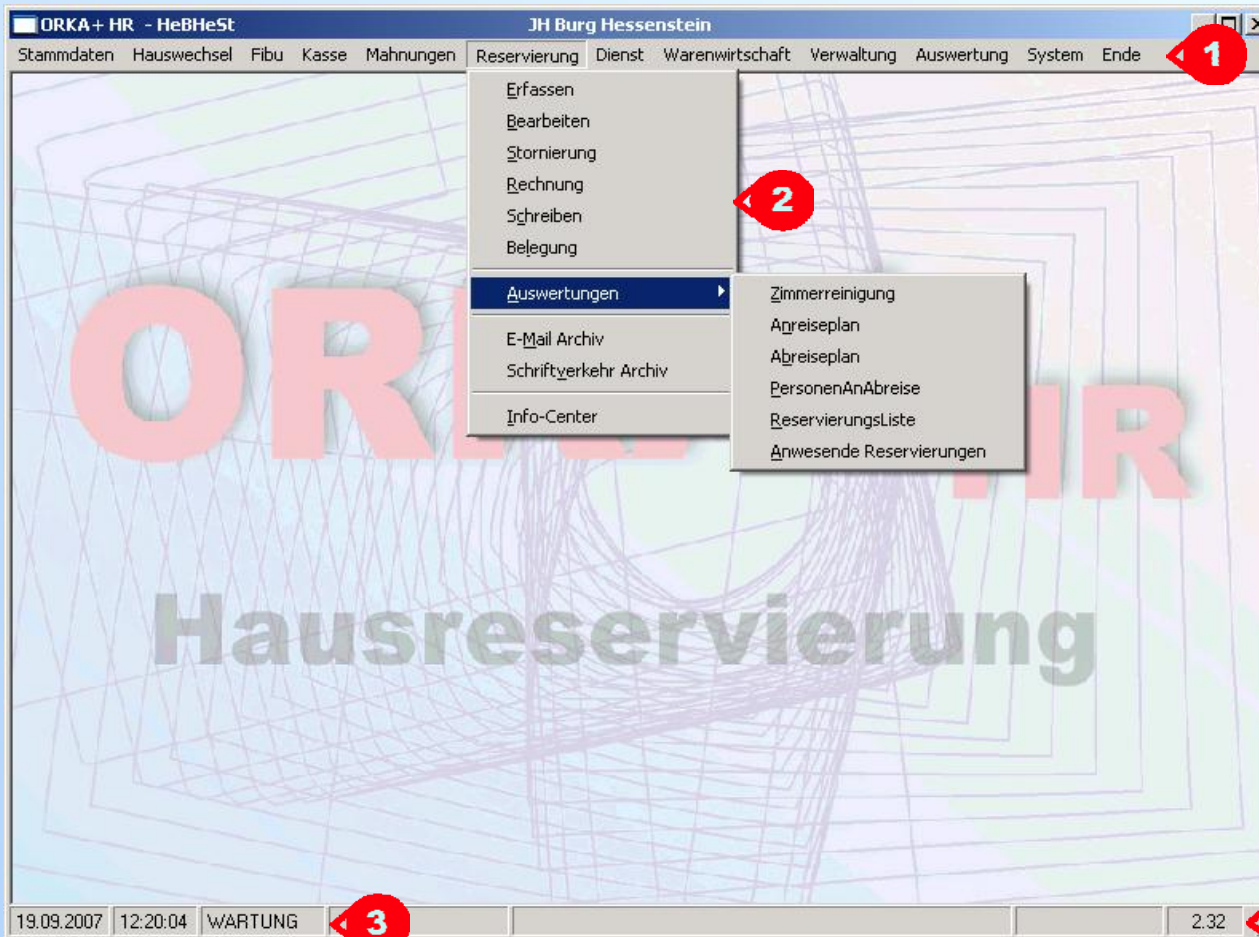 ORKA+ HR - HeBHeSt JH Burg Hessenstein
Stammdaten Hauswechsel Fibu Kasse Mahnungen Reservierung Dienst Warenwirtschaft Verwaltung Auswertung System Ende
1
Erfassen
Bearbeiten
Stornierung
Rechnung
Schreiben
Belegung
2
Auswertungen
E-Mail Archiv
Schriftverkehr Archiv
Info-Center
Zimmerreinigung
Anreiseplan
Abreiseplan
PersonenAnAbreise
ReservierungsListe
Anwesende Reservierungen
HR
Hausreservierung
19.09.2007 12:20:04 WARTUNG 3 2.32